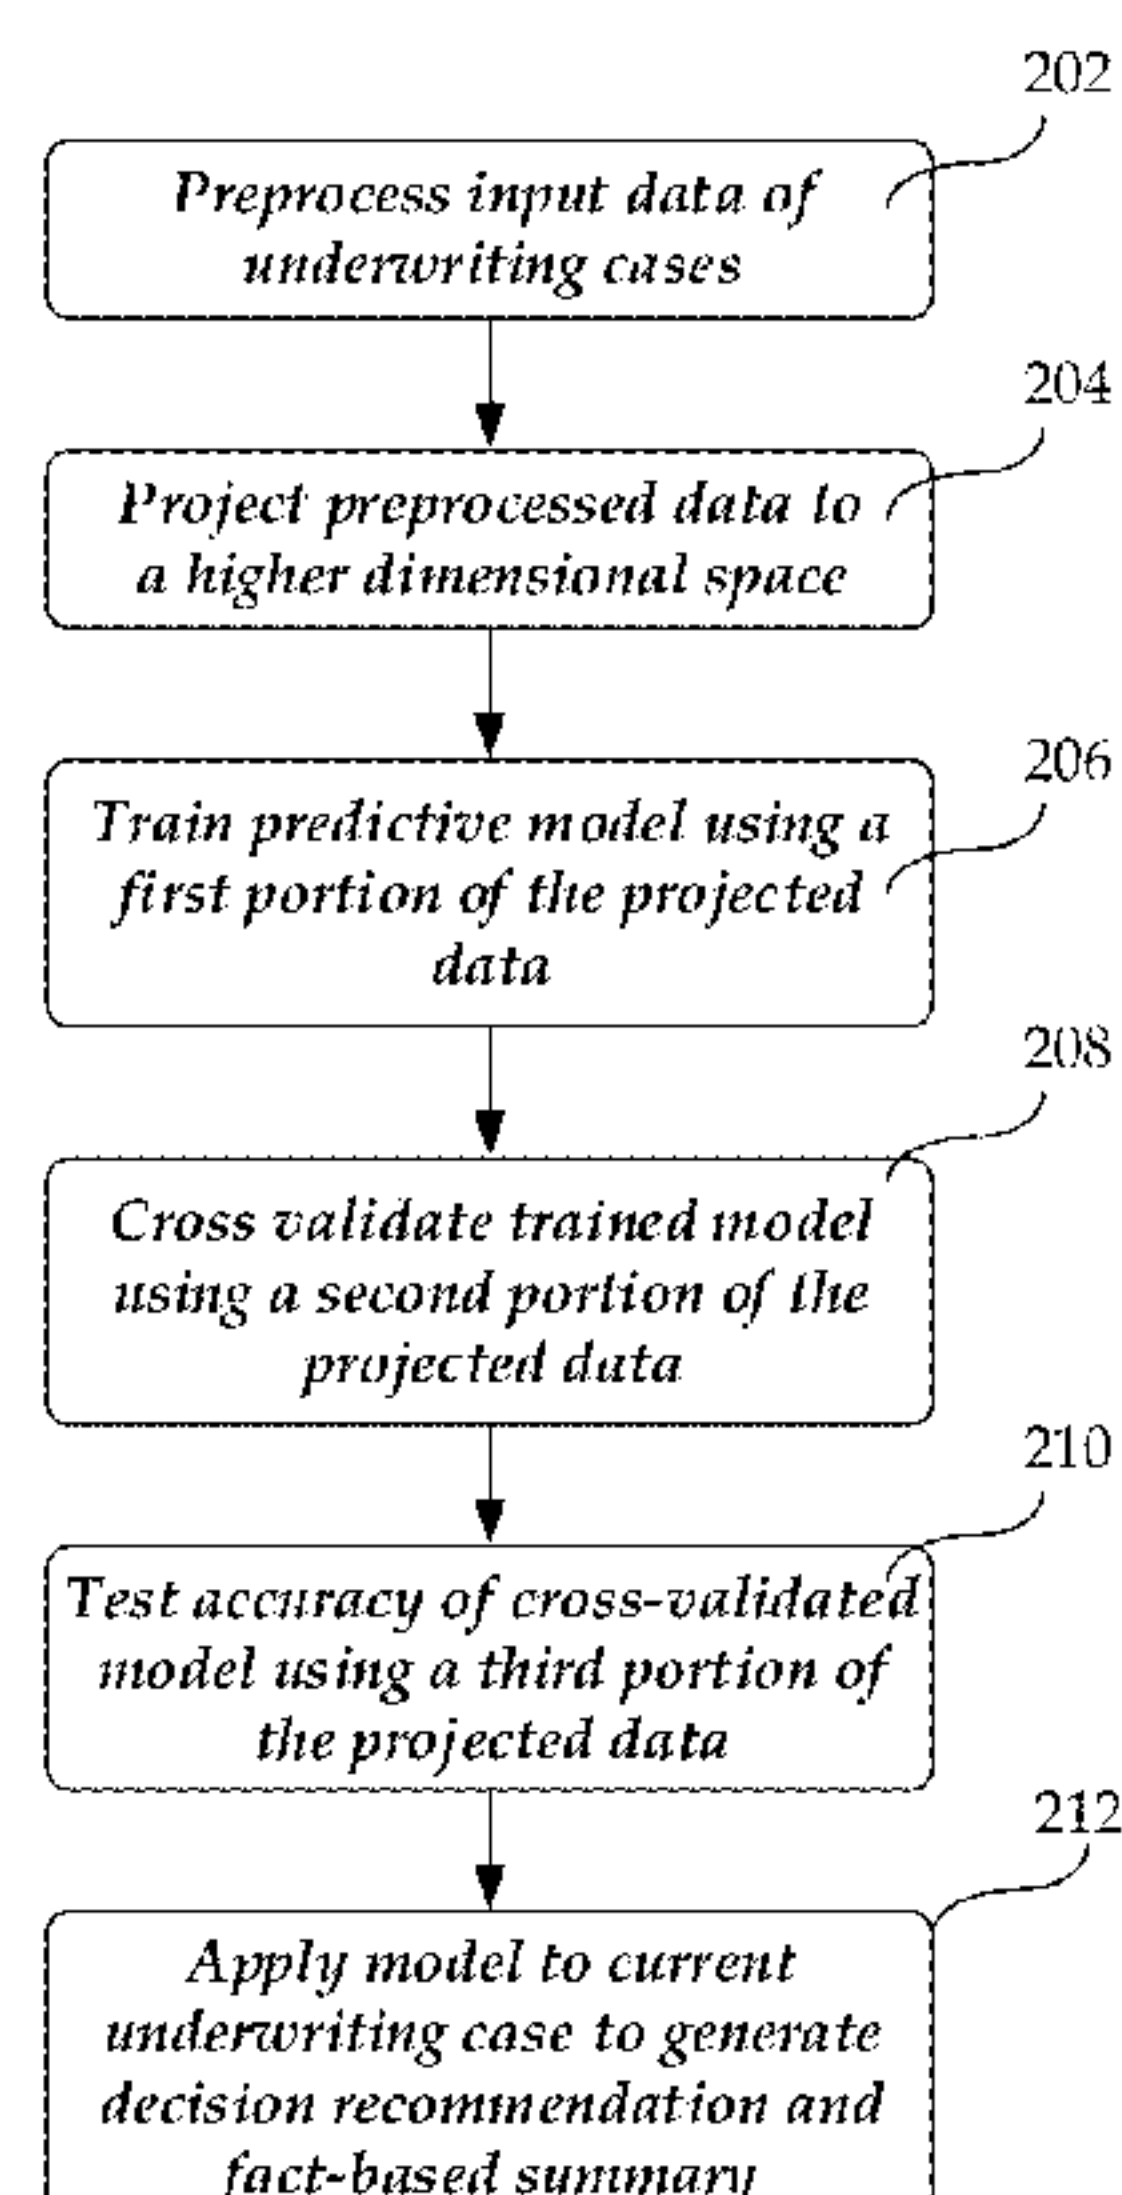 202
Preprocess input data of
underwriting cases
204
Project preprocessed data to
a higher dimensional space
206
Train predictive model using a
first portion of the projected
data
208
Cross validate trained model
using a second portion of the
projected data
210
Test accuracy of cross-validated
model using a third portion of
the projected data
212
Apply model to current
underwriting case to generate
decision recommendation and
fact-based summary